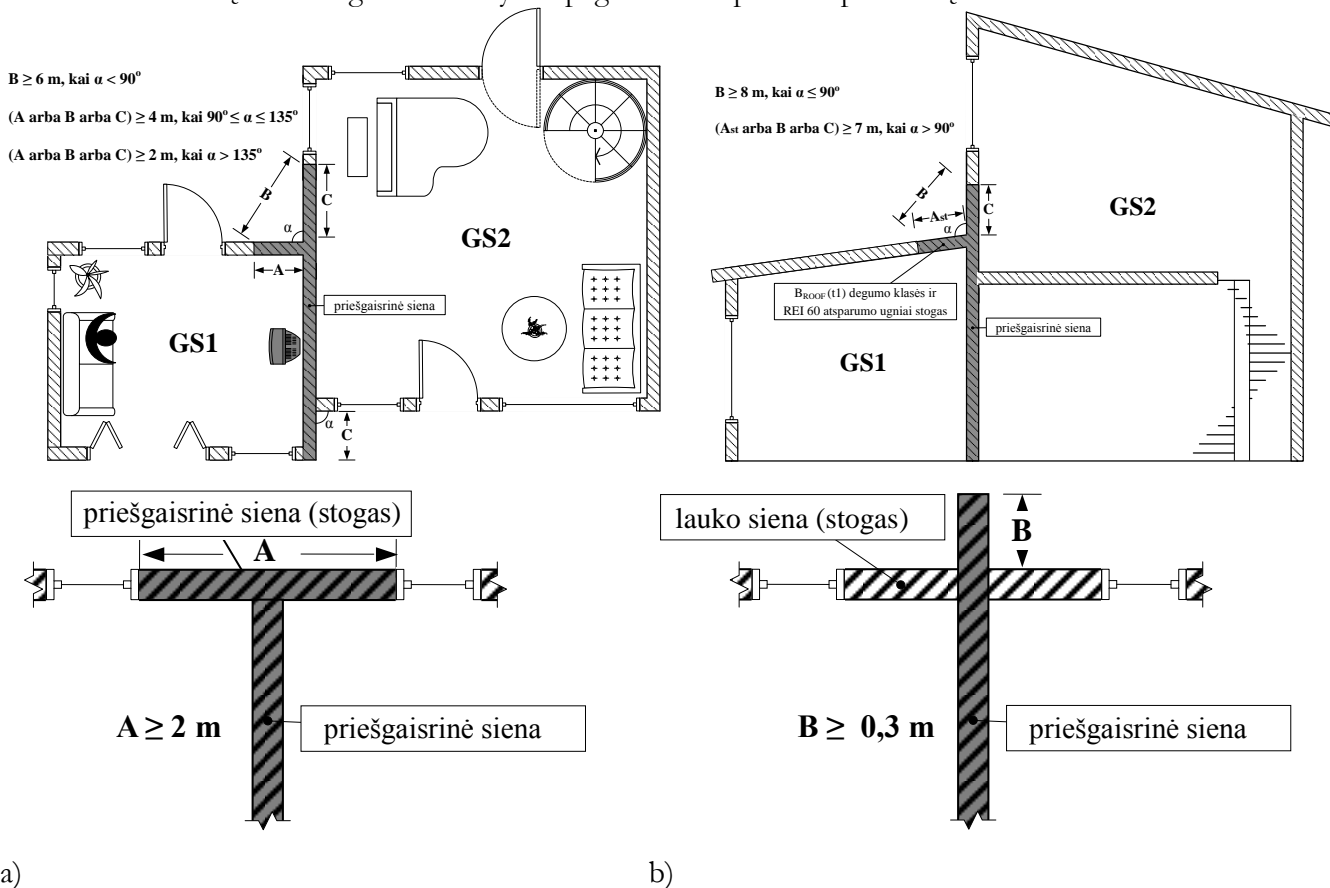 B ≥ 6 m, kai α < 90°
(A arba B arba C) ≥ 4 m, kai 90° ≤ α ≤ 135°
(A arba B arba C) ≥ 2 m, kai α > 135°
B
C
α
A
GS2
priešgaisrinė siena
GS1
α
C
B ≥ 8 m, kai α ≤ 90°
(Ast arba B arba C) ≥ 7 m, kai α > 90°
B
Ast
C
α
GS2
BROOF (t1) degumo klasės ir
REI 60 atsparumo ugniai stogas
priešgaisrinė siena
GS1
priešgaisrinė siena (stogas)
A
A ≥ 2 m
priešgaisrinė siena
lauko siena (stogas)
B
B ≥ 0,3 m
priešgaisrinė siena
a)
b)